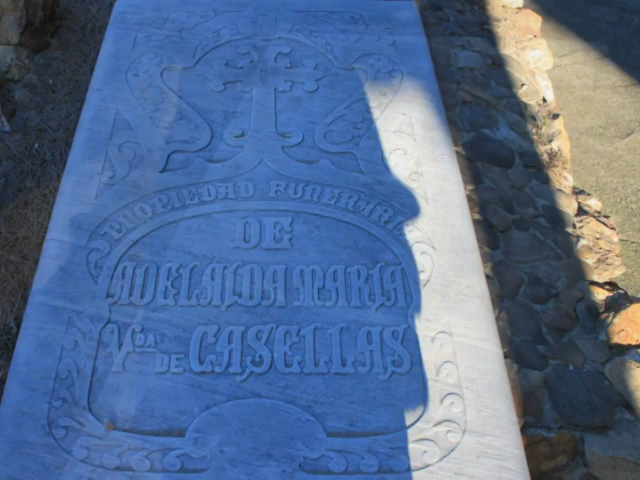 PROPIEDAD FUNERARIA
DE
ADELAIDA MARIA
Vda DE CASELLAS